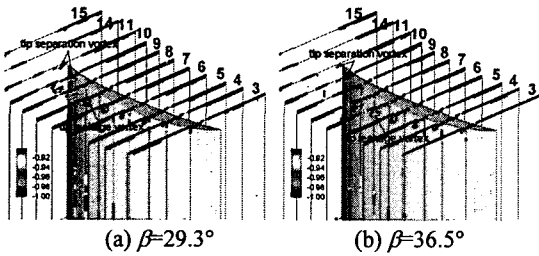 15 14 11 10 9 8 7 6 5 4 3
tip separation vortex
vortex
-0.92
-0.94
-0.96
-0.98
-1.00
(a) β=29.3°
15 14 11 10 9 8 7 6 5 4 3
tip separation vortex
vortex
-0.92
-0.94
-0.96
-0.98
-1.00
(b) β=36.5°